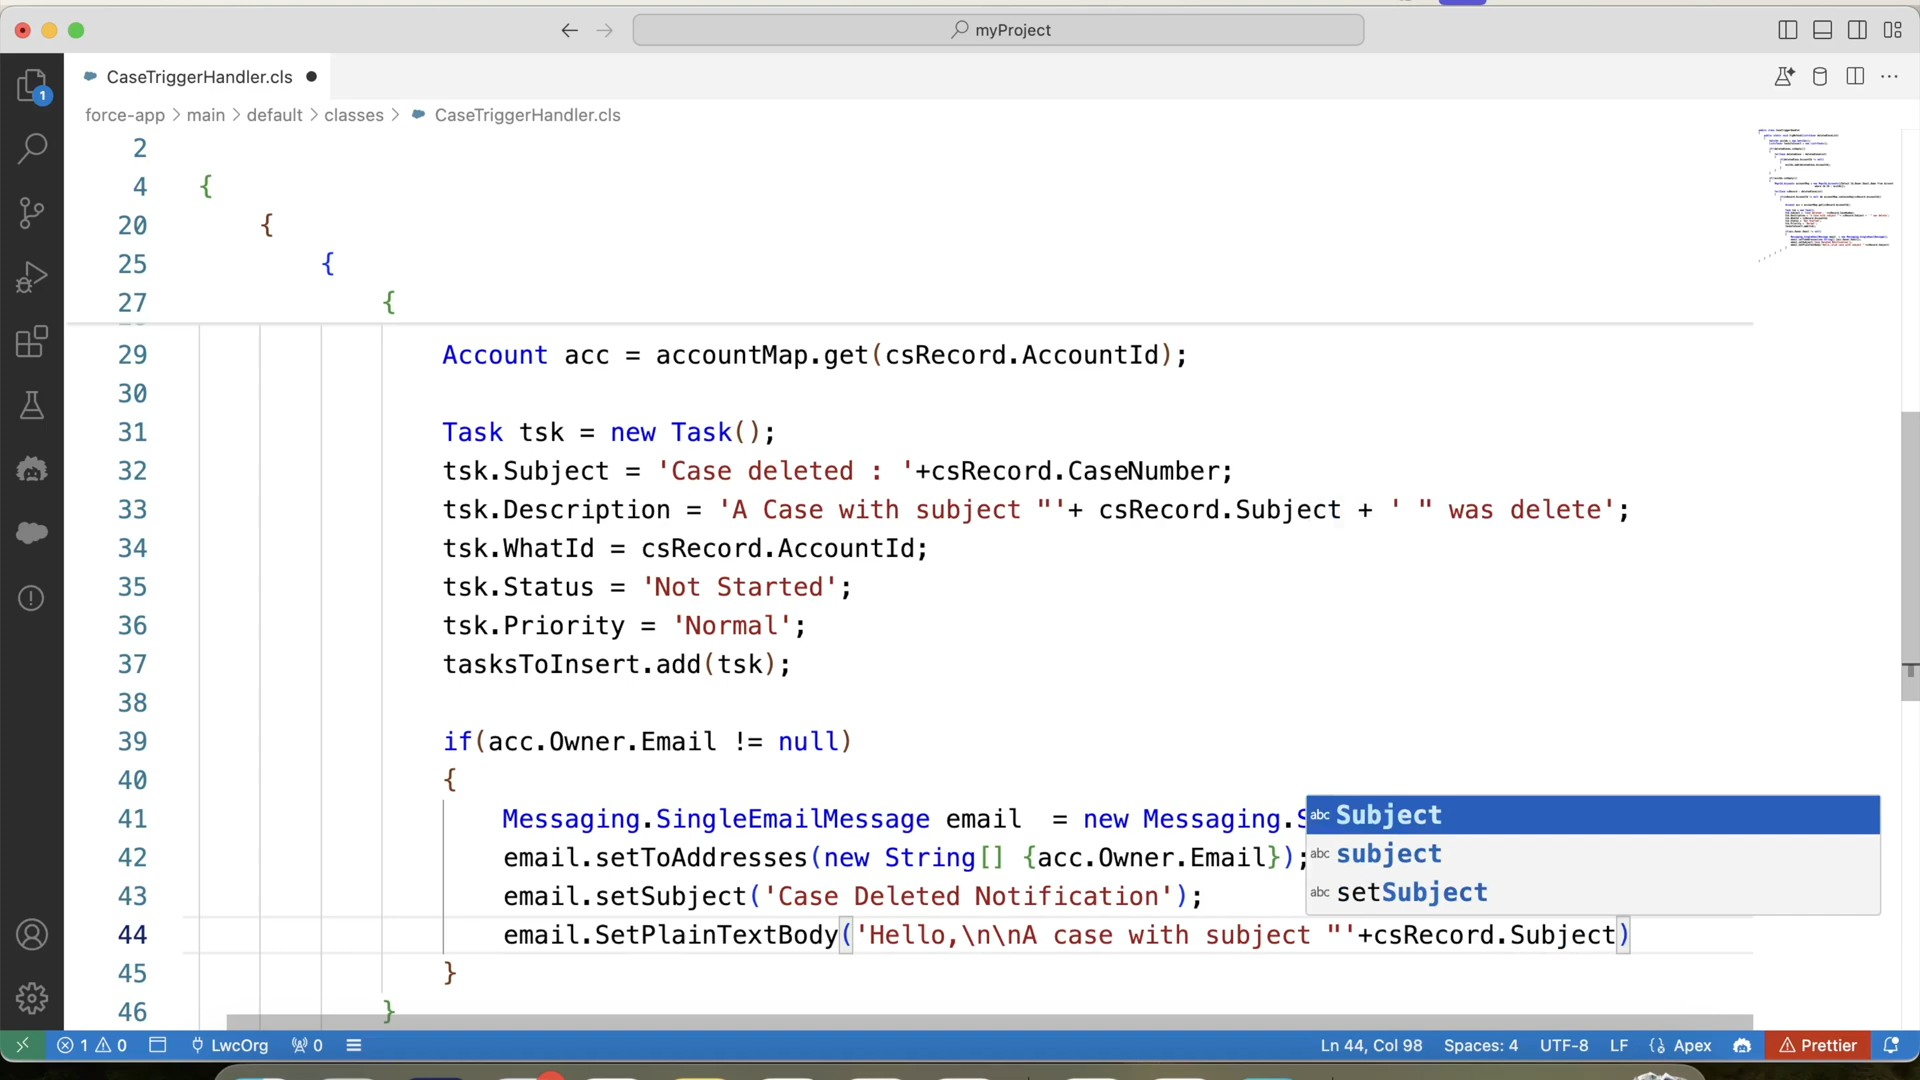 myProject
CaseTriggerHandler.cls
force-app > main > default > classes > CaseTriggerHandler.cls
1
2
4 {
20 {
25 {
27 {
29 Account acc = accountMap.get(csRecord.AccountId);
30
31 Task tsk = new Task();
32 tsk.Subject = 'Case deleted : '+csRecord.CaseNumber;
33 tsk.Description = 'A Case with subject "'+ csRecord.Subject + ' " was delete';
34 tsk.WhatId = csRecord.AccountId;
35 tsk.Status = 'Not Started';
36 tsk.Priority = 'Normal';
37 tasksToInsert.add(tsk);
38
39 if(acc.Owner.Email != null)
40 {
41 Messaging.SingleEmailMessage email  = new Messaging.S
42 email.setToAddresses(new String[] {acc.Owner.Email});
43 email.setSubject('Case Deleted Notification');
44 email.SetPlainTextBody('Hello,\n\nA case with subject "'+csRecord.Subject)
45 }
46 }
abc Subject
abc subject
abc setSubject
1 0 LwcOrg 0 Ln 44, Col 98 Spaces: 4 UTF-8 LF Apex Prettier